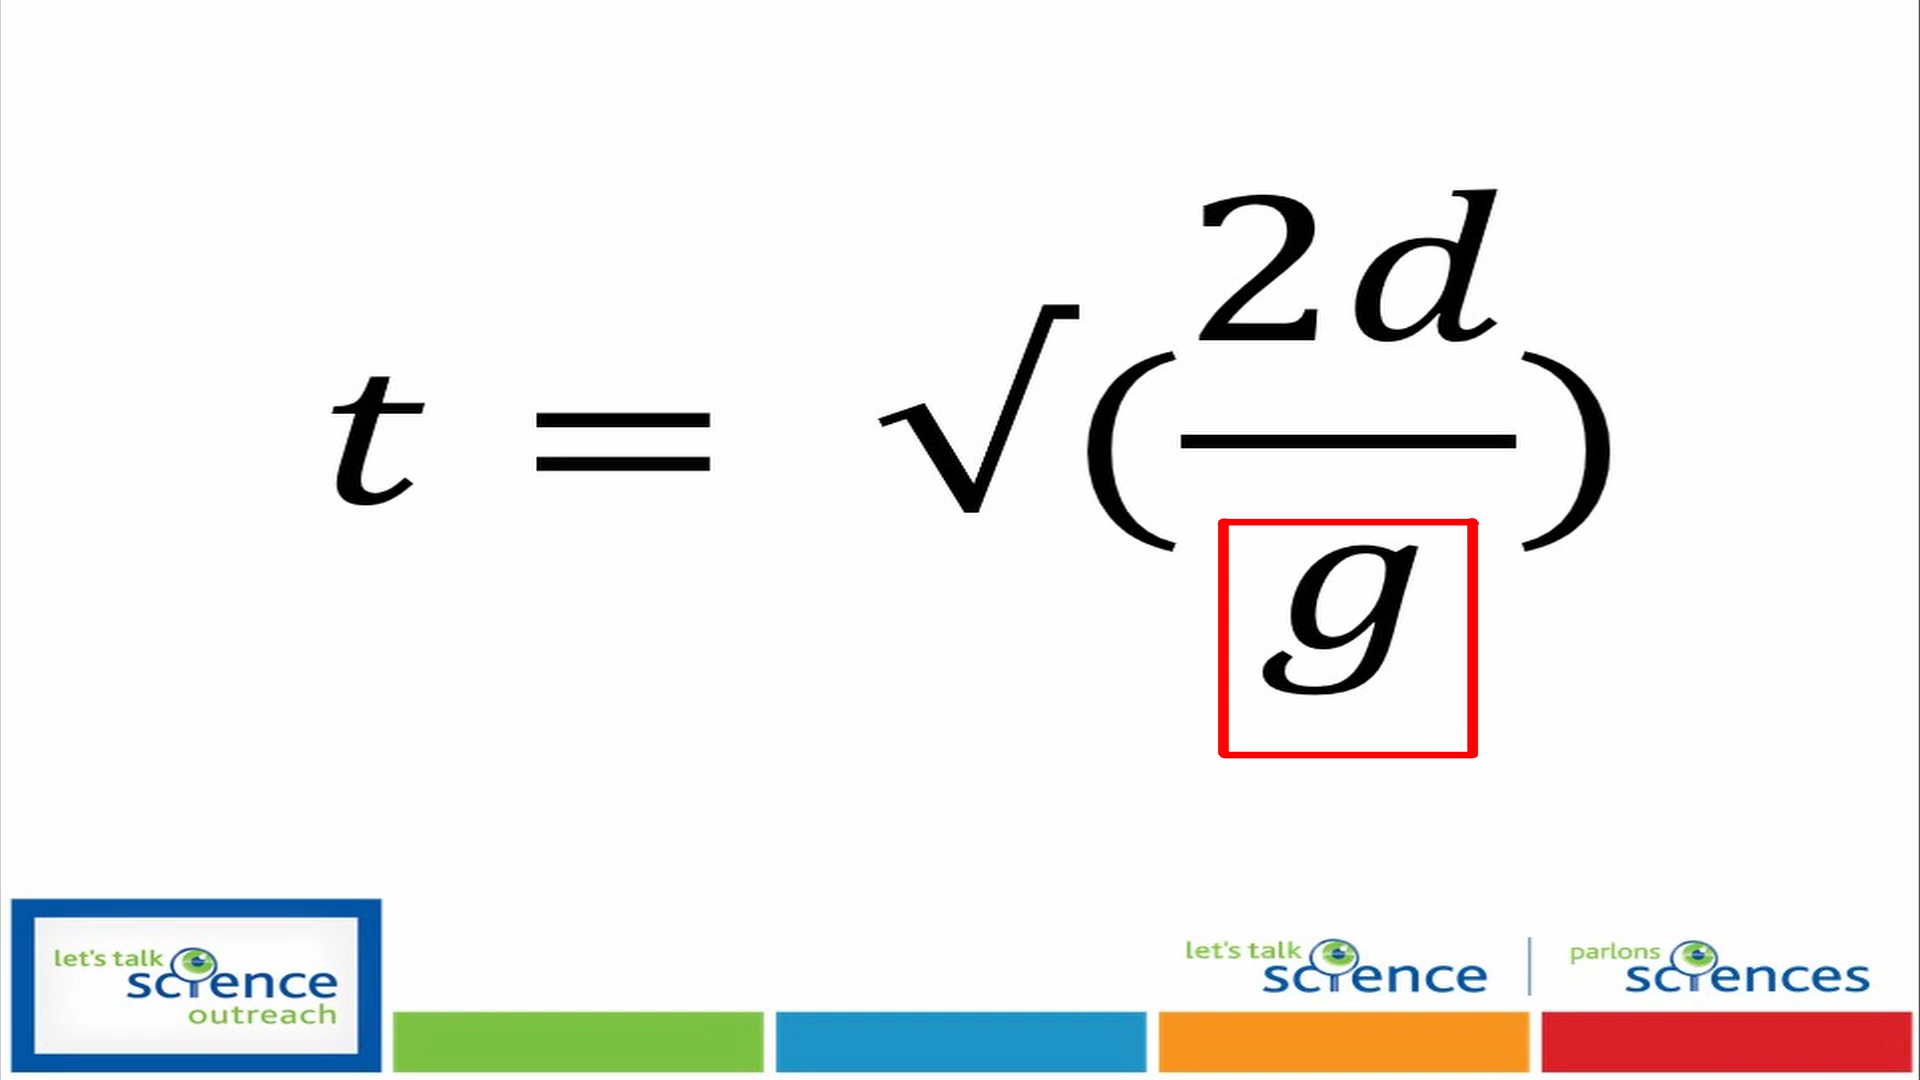 t = √(2d/g)
let's talk
science
outreach
let's talk
science
parlons
sciences